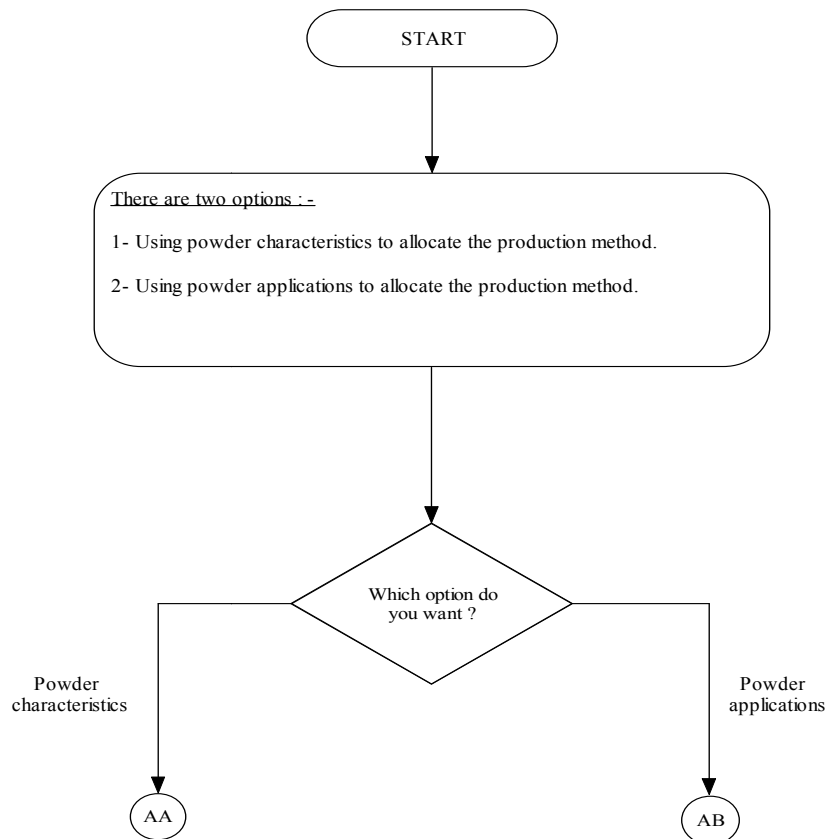 START
There are two options : -
1- Using powder characteristics to allocate the production method.
2- Using powder applications to allocate the production method.
Which option do
you want ?
Powder
characteristics
Powder
applications
AA
AB